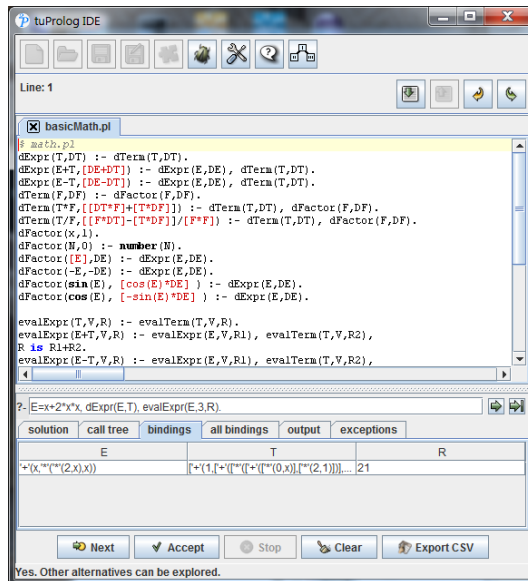 tuProlog IDE
Line: 1
basicMath.pl
% math.pl
dExpr(T,DT) :- dTerm(T,DT).
dExpr(E+T,[DE+DT]) :- dExpr(E,DE), dTerm(T,DT).
dExpr(E-T,[DE-DT]) :- dExpr(E,DE), dTerm(T,DT).
dTerm(F,DF) :- dFactor(F,DF).
dTerm(T*F,[[DT*F]+[T*DF]]) :- dTerm(T,DT), dFactor(F,DF).
dTerm(T/F,[[F*DT]-[T*DF]]/[F*F]) :- dTerm(T,DT), dFactor(F,DF).
dFactor(x,1).
dFactor(N,0) :- number(N).
dFactor([E],DE) :- dExpr(E,DE).
dFactor(-E,-DE) :- dExpr(E,DE).
dFactor(sin(E), [cos(E)*DE] ) :- dExpr(E,DE).
dFactor(cos(E), [-sin(E)*DE] ) :- dExpr(E,DE).
evalExpr(T,V,R) :- evalTerm(T,V,R).
evalExpr(E+T,V,R) :- evalExpr(E,V,R1), evalTerm(T,V,R2),
R is R1+R2.
evalExpr(E-T,V,R) :- evalExpr(E,V,R1), evalTerm(T,V,R2),
?- E=x+2*x*x, dExpr(E,T), evalExpr(E,3,R).
solution call tree bindings all bindings output exceptions
E T R
'+'(x,'*'('*'(2,x),x)) ['+'(1,['+'(['*'(['+'(['*'(0,x)],['*'(2,1)])],... 21
Next Accept Stop Clear Export CSV
Yes. Other alternatives can be explored.